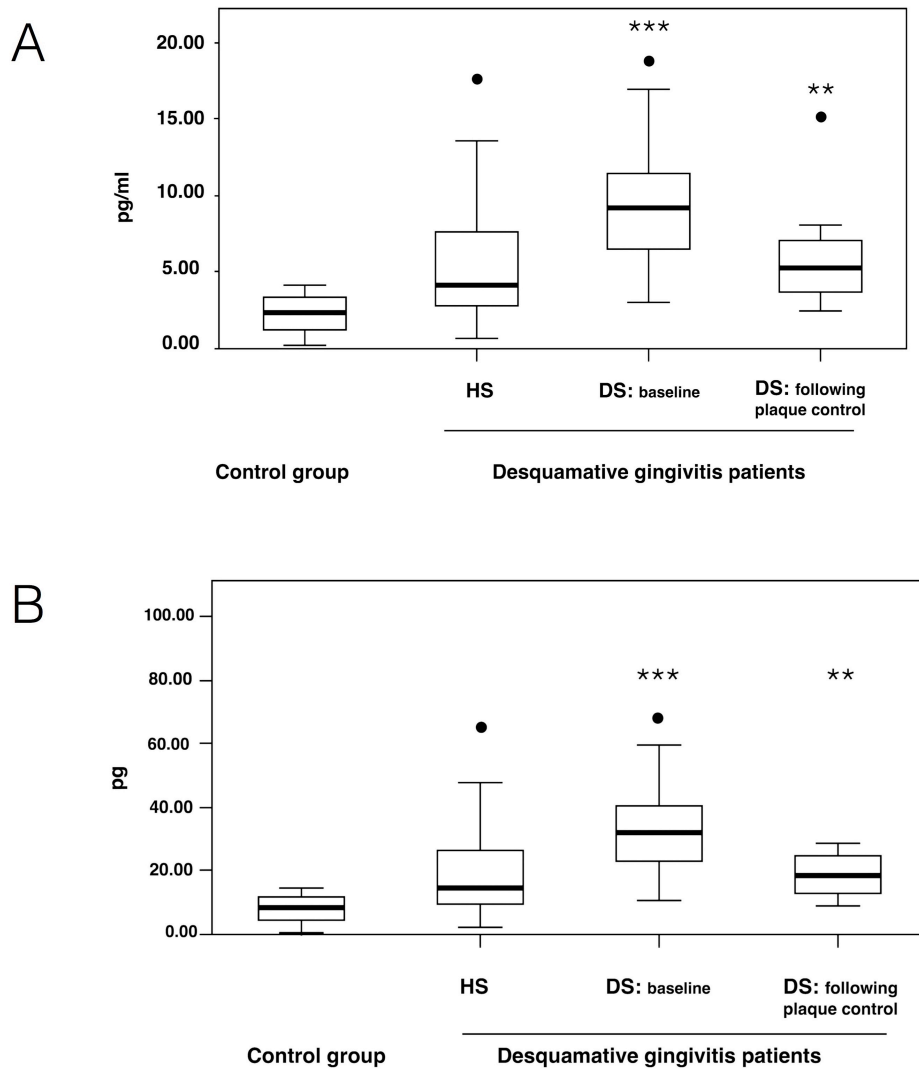 A
***
20.00
**
15.00
pg/ml
10.00
5.00
0.00
HS
DS: baseline
DS: following
plaque control
Control group
Desquamative gingivitis patients
B
100.00
***
**
80.00
60.00
pg
40.00
20.00
0.00
HS
DS: baseline
DS: following
plaque control
Control group
Desquamative gingivitis patients